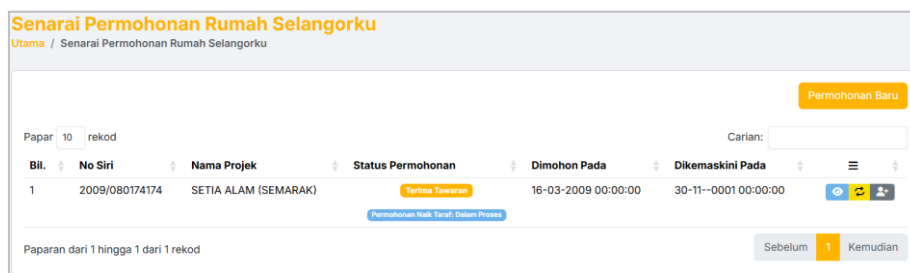 Senarai Permohonan Rumah Selangorku
Utama / Senarai Permohonan Rumah Selangorku
Permohonan Baru
Papar 10 rekod Carian:
Bil. No Siri Nama Projek Status Permohonan Dimohon Pada Dikemaskini Pada
1 2009/080174174 SETIA ALAM (SEMARAK) Terima Tawaran 16-03-2009 00:00:00 30-11--0001 00:00:00
Permohonan Naik Taraf: Dalam Proses
Paparan dari 1 hingga 1 dari 1 rekod Sebelum 1 Kemudian